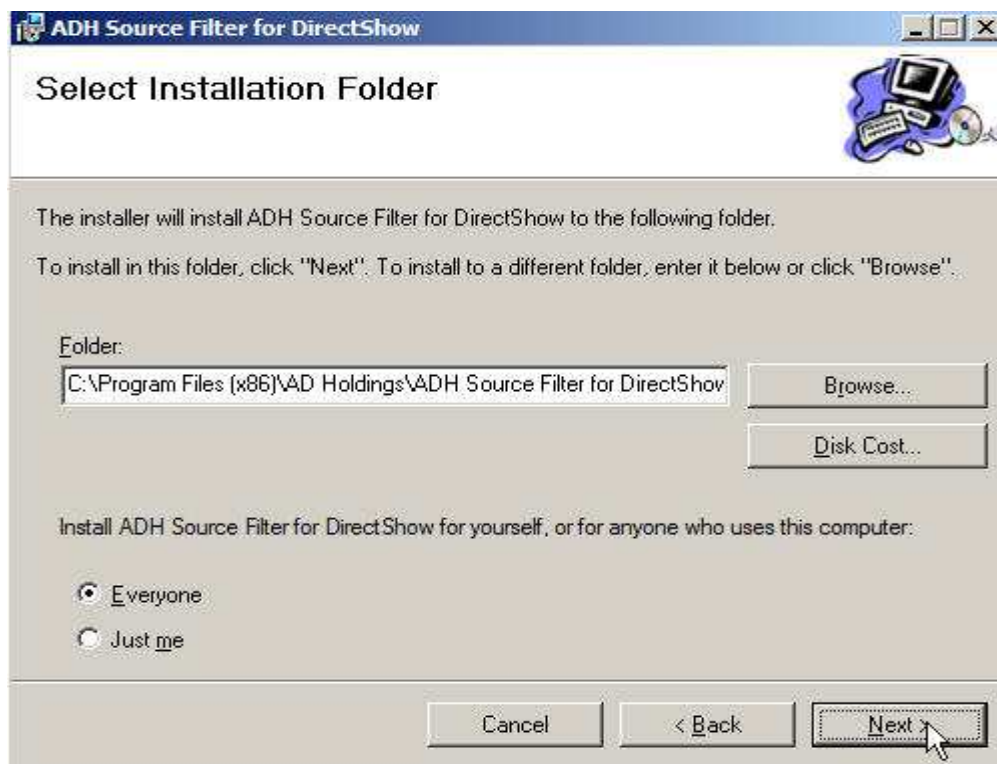 ADH Source Filter for DirectShow
Select Installation Folder
The installer will install ADH Source Filter for DirectShow to the following folder.
To install in this folder, click "Next". To install to a different folder, enter it below or click "Browse".
Folder:
C:\Program Files (x86)\AD Holdings\ADH Source Filter for DirectShov
Browse...
Disk Cost...
Install ADH Source Filter for DirectShow for yourself, or for anyone who uses this computer:
Everyone
Just me
Cancel
< Back
Next >